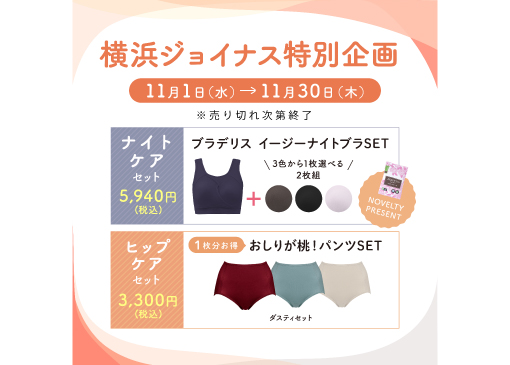 横浜ジョイナス特別企画
11月1日（水）→11月30日（木）
※売り切れ次第終了
ナイト
ケア
セット
5,940円
（税込）
ブラデリス イージーナイトブラSET
\ 3色から1枚選べる /
2枚組
+
NOVELTY
PRESENT
ヒップ
ケア
セット
3,300円
（税込）
1枚分お得
おしりが桃！パンツSET
ダスティセット